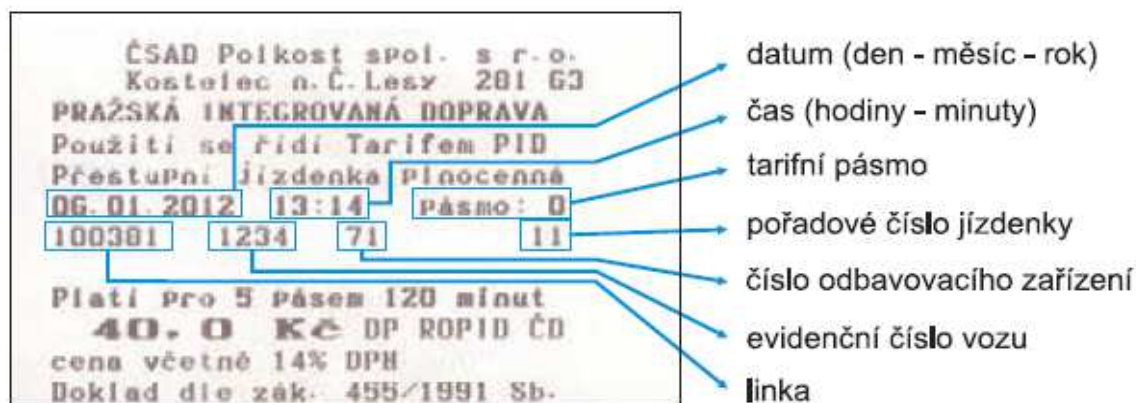 ČSAD Polkost spol. s r.o.
Kostelec n.Č.Lesy 281 63
PRAŽSKÁ INTEGROVANÁ DOPRAVA
Použití se řídí Tarifem PID
Přestupní jízdenka plnocenná
06.01.2012 13:14 pásmo: 0
100381 1234 71 11
Platí pro 5 pásem 120 minut
40.0 Kč DP ROPID ČD
cena včetně 14% DPH
Doklad dle zák. 455/1991 Sb.
datum (den - měsíc - rok)
čas (hodiny - minuty)
tarifní pásmo
pořadové číslo jízdenky
číslo odbavovacího zařízení
evidenční číslo vozu
linka